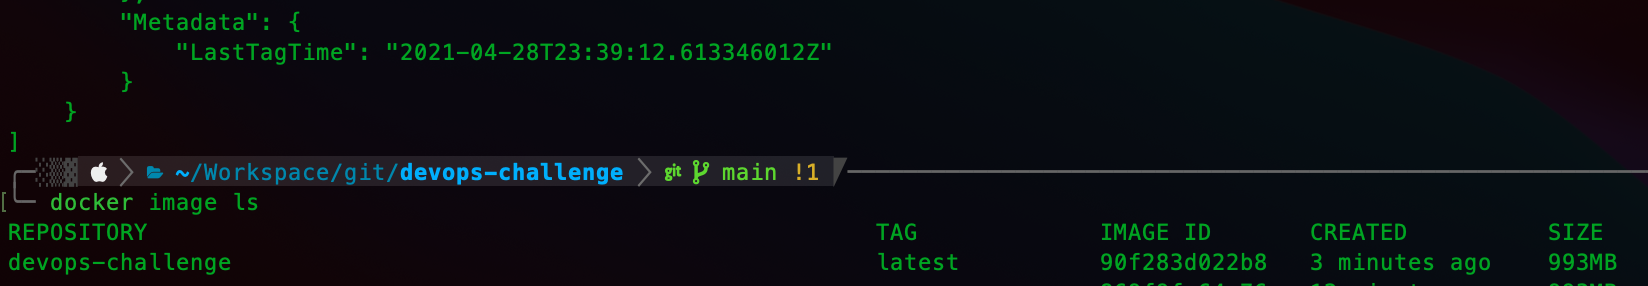 "Metadata": {
"LastTagTime": "2021-04-28T23:39:12.613346012Z"
}
}
]
~/Workspace/git/devops-challenge git main !1
[ docker image ls
REPOSITORY TAG IMAGE ID CREATED SIZE
devops-challenge latest 90f283d022b8 3 minutes ago 993MB